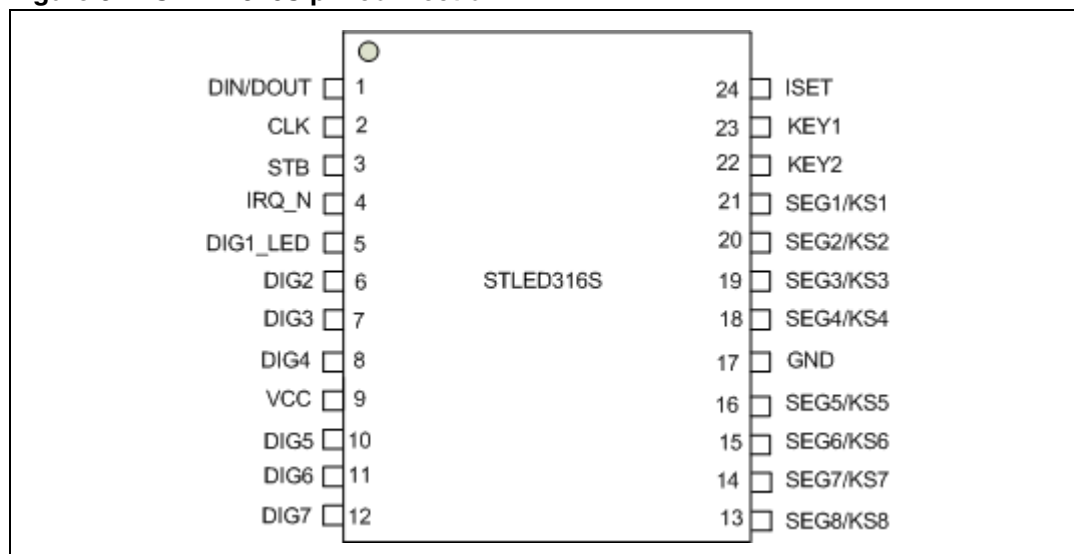 DIN/DOUT 1
CLK 2
STB 3
IRQ_N 4
DIG1_LED 5
DIG2 6
DIG3 7
DIG4 8
VCC 9
DIG5 10
DIG6 11
DIG7 12
STLED316S
24 ISET
23 KEY1
22 KEY2
21 SEG1/KS1
20 SEG2/KS2
19 SEG3/KS3
18 SEG4/KS4
17 GND
16 SEG5/KS5
15 SEG6/KS6
14 SEG7/KS7
13 SEG8/KS8